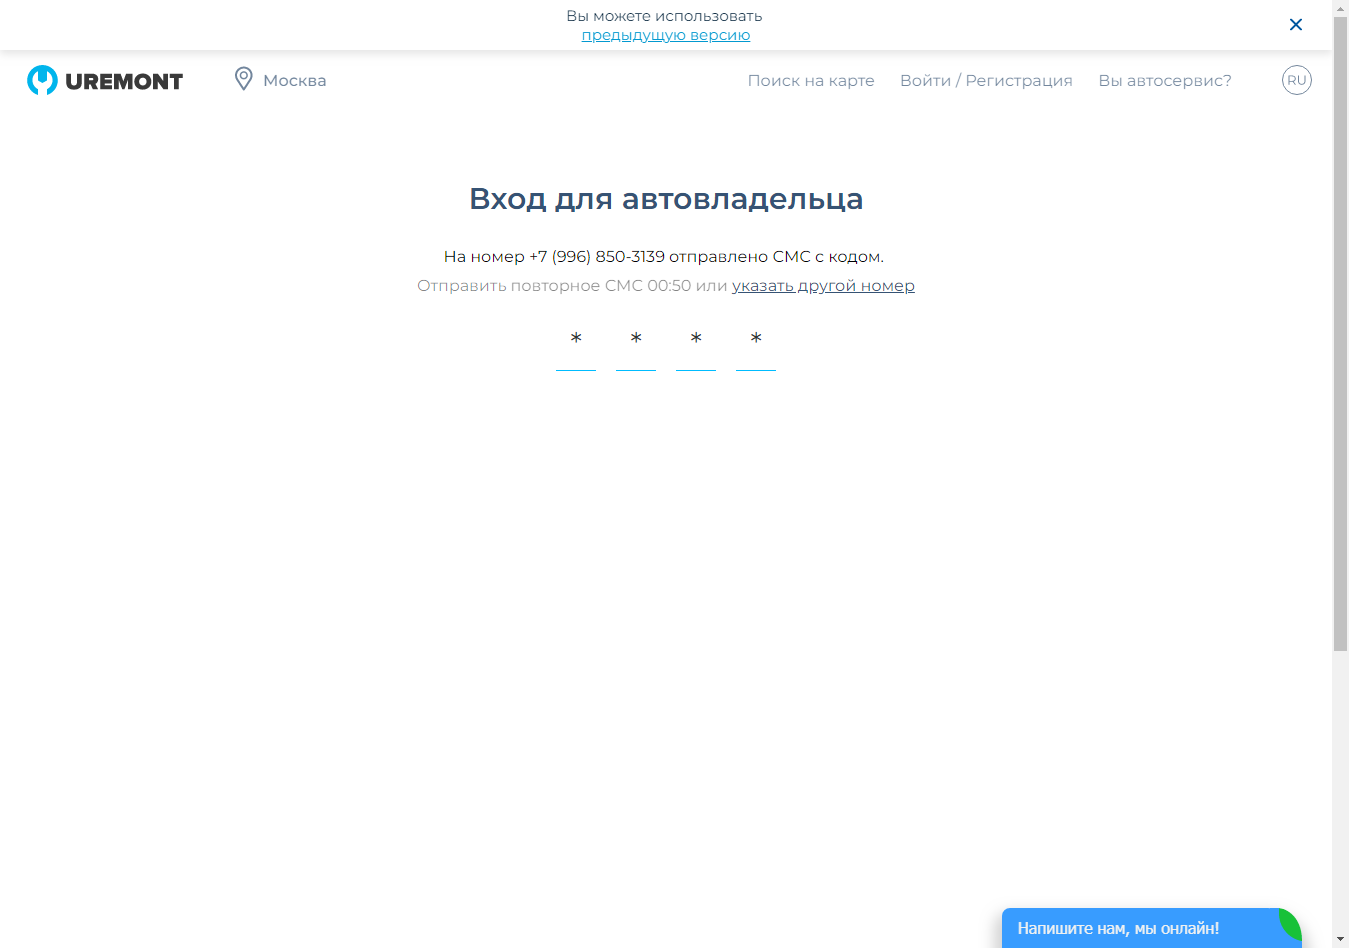 Вы можете использовать
предыдущую версию
UREMONT
Москва
Поиск на карте
Войти / Регистрация
Вы автосервис?
RU
Вход для автовладельца
На номер +7 (996) 850-3139 отправлено СМС с кодом.
Отправить повторное СМС 00:50 или указать другой номер
* * * *
Напишите нам, мы онлайн!